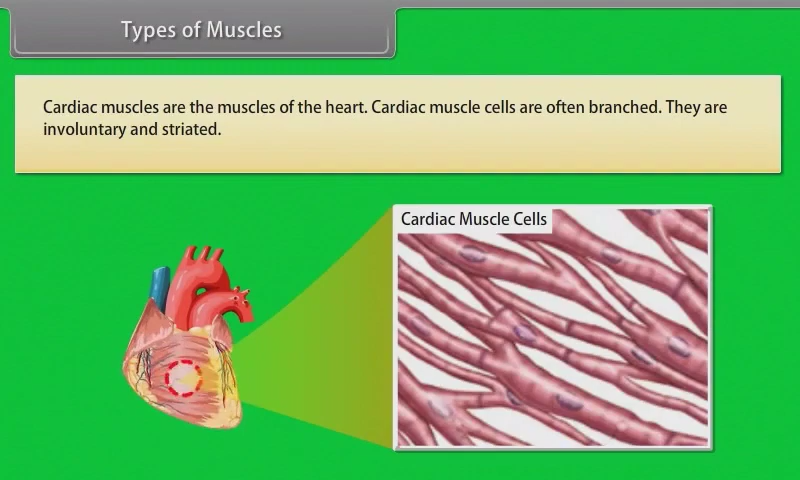 Types of Muscles
Cardiac muscles are the muscles of the heart. Cardiac muscle cells are often branched. They are
involuntary and striated.
Cardiac Muscle Cells